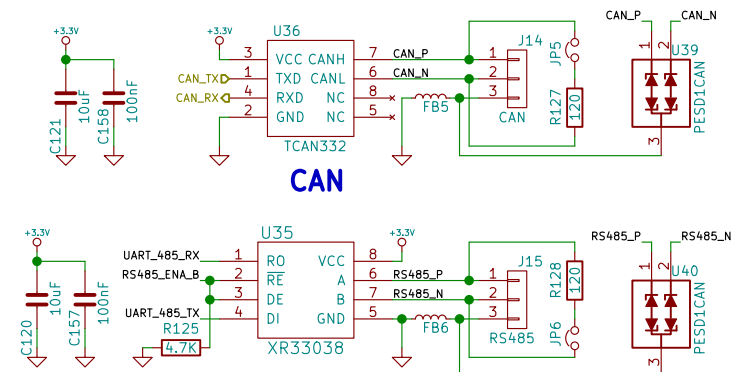 +3.3V
10uF
C121
100nF
C158
+3.3V
U36
3 VCC CANH 7 CAN_P
CAN_TX 1 TXD CANL 6 CAN_N
CAN_RX 4 RXD NC 8
2 GND NC 5
TCAN332
FB5
J14
1
2
3
CAN
JP5
R127
120
CAN_P CAN_N
U39
1 2
PESD1CAN
3
CAN
+3.3V
10uF
C120
100nF
C157
U35
UART_485_RX 1 RO VCC 8
RS485_ENA_B 2 RE A 6 RS485_P
3 DE B 7 RS485_N
UART_485_TX 4 DI GND 5
R125
4.7K
XR33038
+3.3V
FB6
J15
1
2
3
RS485
R128
120
JP6
RS485_P RS485_N
U40
1 2
PESD1CAN
3